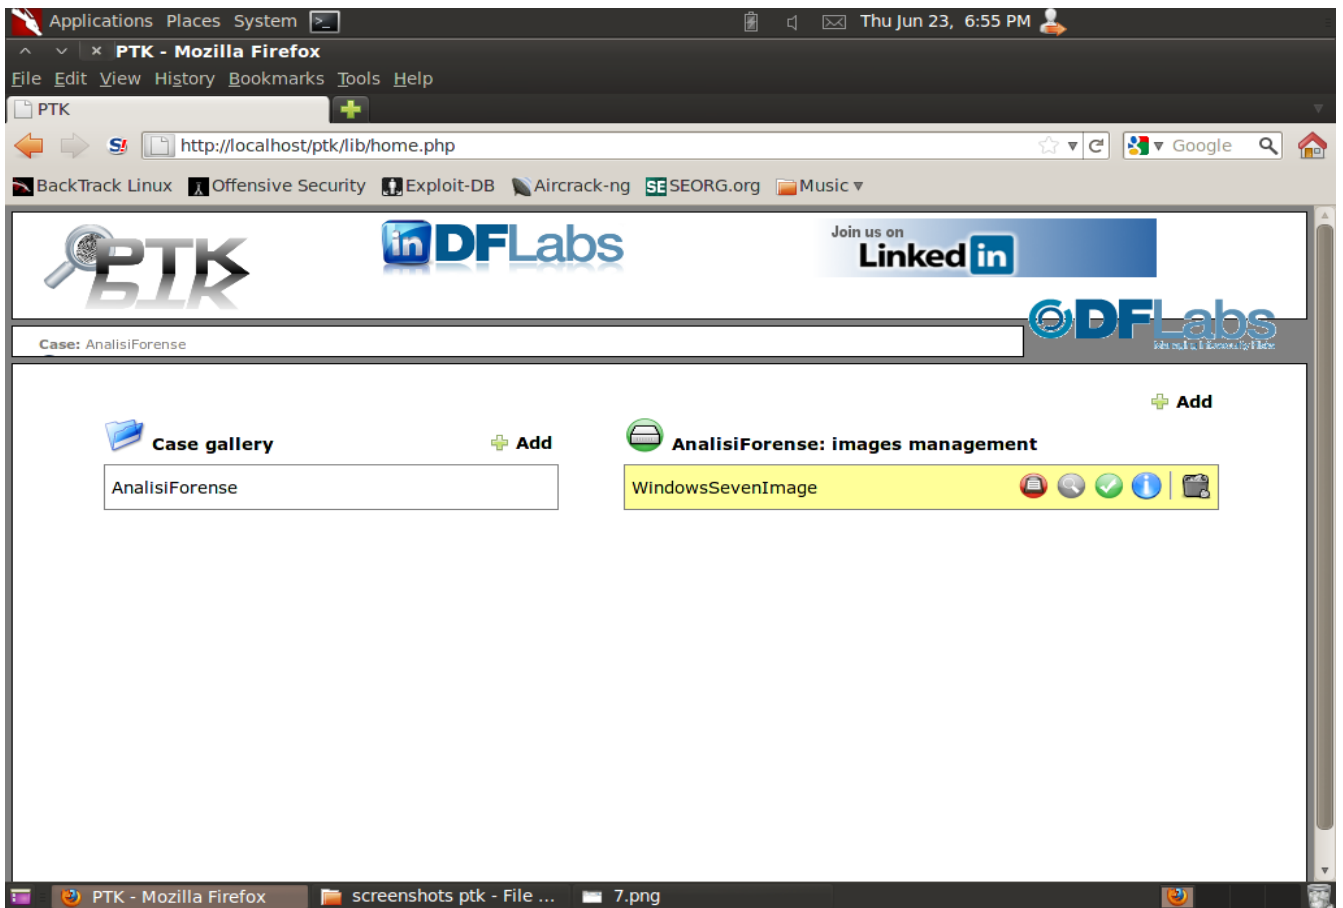 Applications Places System Thu Jun 23, 6:55 PM
PTK - Mozilla Firefox
File Edit View History Bookmarks Tools Help
PTK
http://localhost/ptk/lib/home.php Google
BackTrack Linux Offensive Security Exploit-DB Aircrack-ng SE SEORG.org Music
PTK
in DFLabs
Join us on
Linked in
DFLabs
Case: AnalisiForense
Add
Case gallery Add
AnalisiForense: images management
AnalisiForense
WindowsSevenImage
PTK - Mozilla Firefox screenshots ptk - File ... 7.png